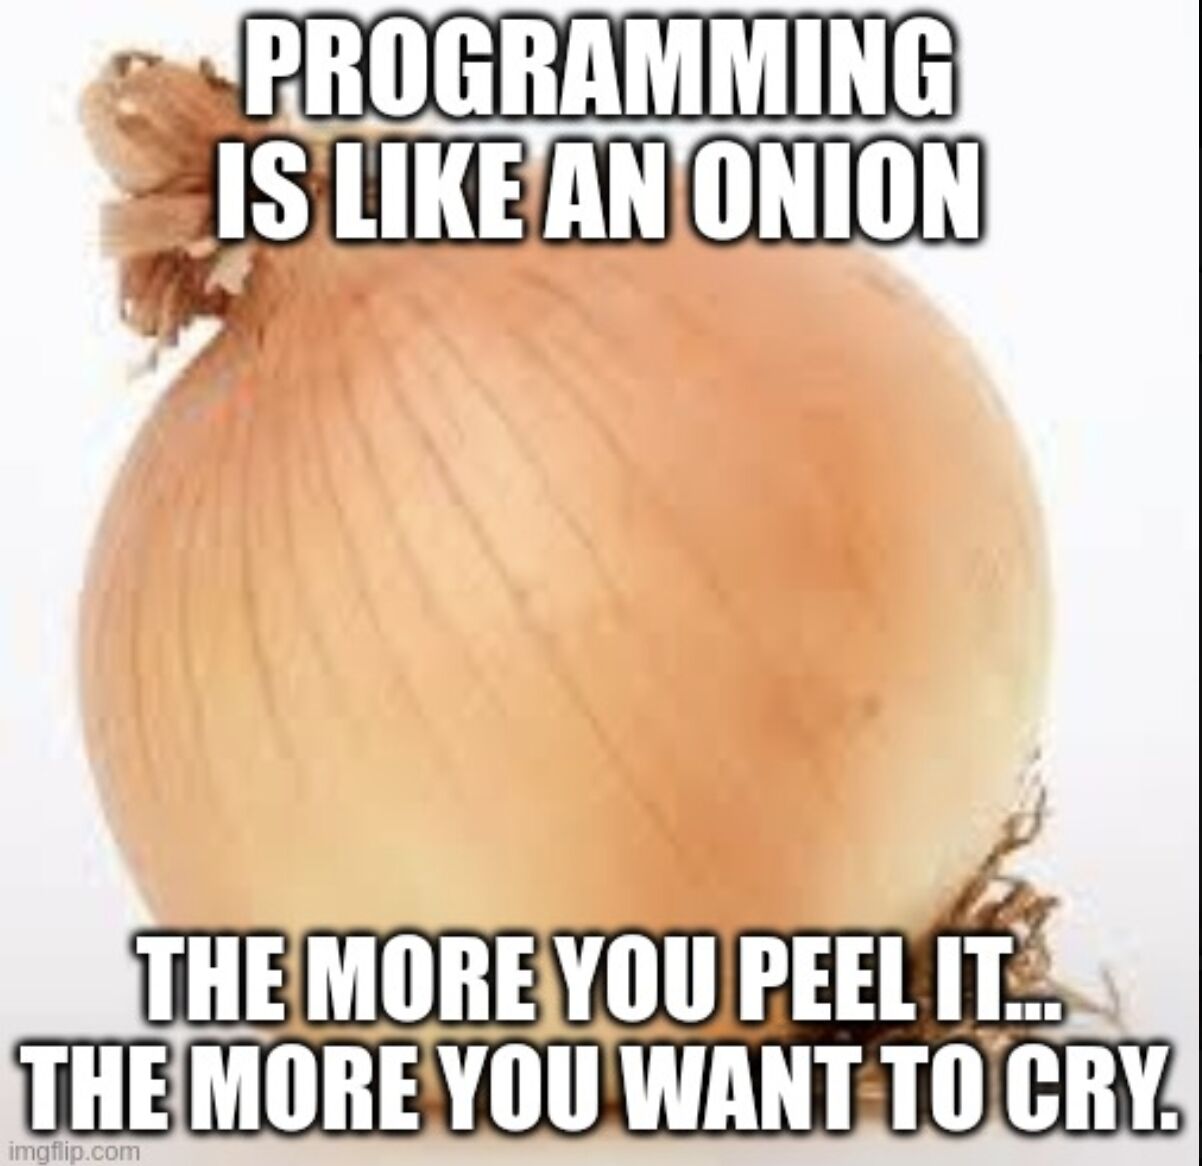 PROGRAMMING
IS LIKE AN ONION
THE MORE YOU PEEL IT...
THE MORE YOU WANT TO CRY.
imgflip.com